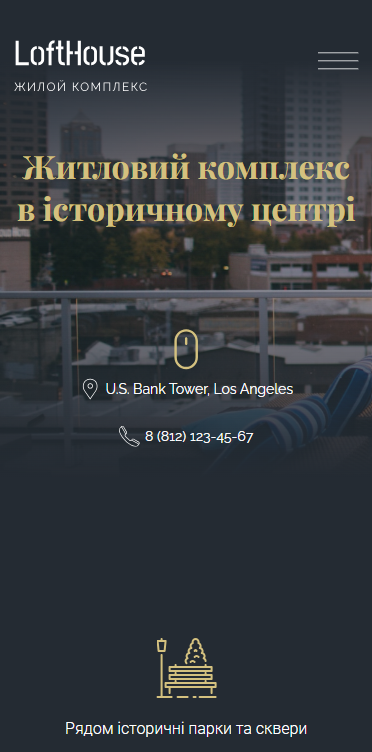 LoftHouse
ЖИЛОЙ КОМПЛЕКС
Житловий комплекс
в історичному центрі
U.S. Bank Tower, Los Angeles
8 (812) 123-45-67
Рядом історичні парки та сквери